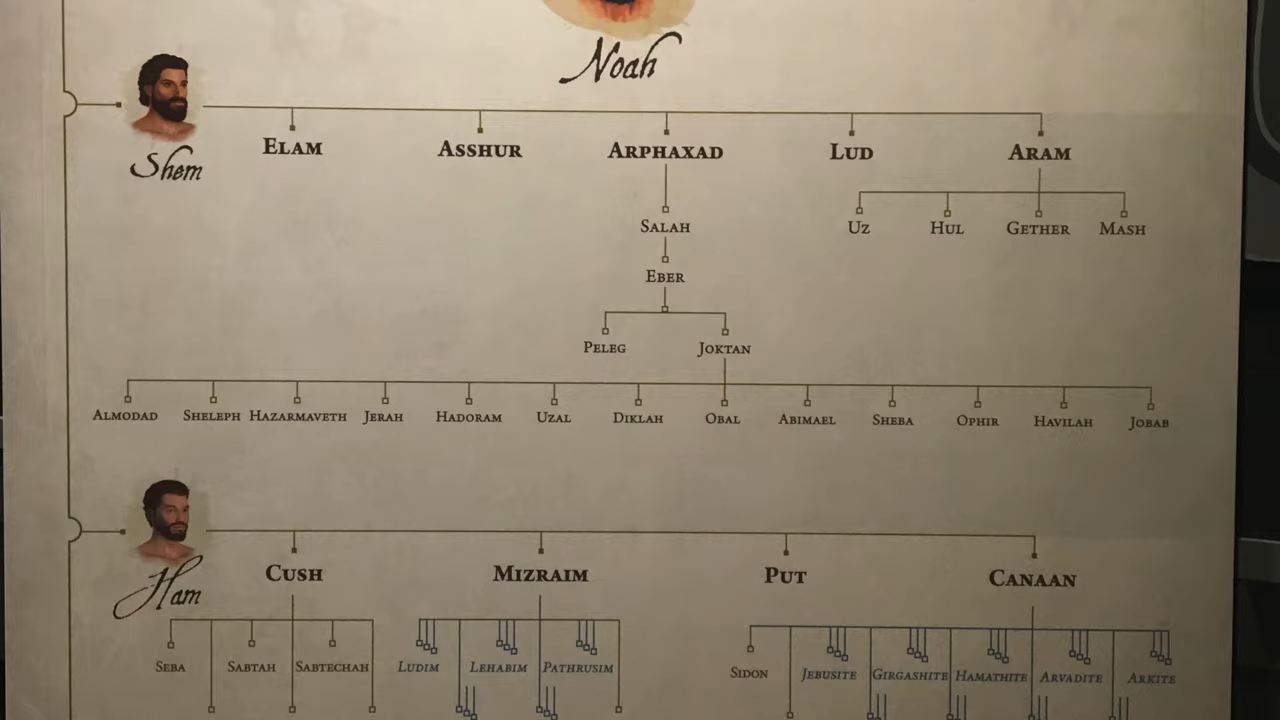 Noah
Shem
ELAM ASSHUR ARPHAXAD LUD ARAM
SALAH UZ HUL GETHER MASH
EBER
PELEG JOKTAN
ALMODAD SHELEPH HAZARMAVETH JERAH HADORAM UZAL DIKLAH OBAL ABIMAEL SHEBA OPHIR HAVILAH JOBAB
Ham
CUSH MIZRAIM PUT CANAAN
SEBA SABTAH SABTECHAH LUDIM LEHABIM PATHRUSIM SIDON JEBUSITE GIRGASHITE HAMATHITE ARVADITE ARKITE